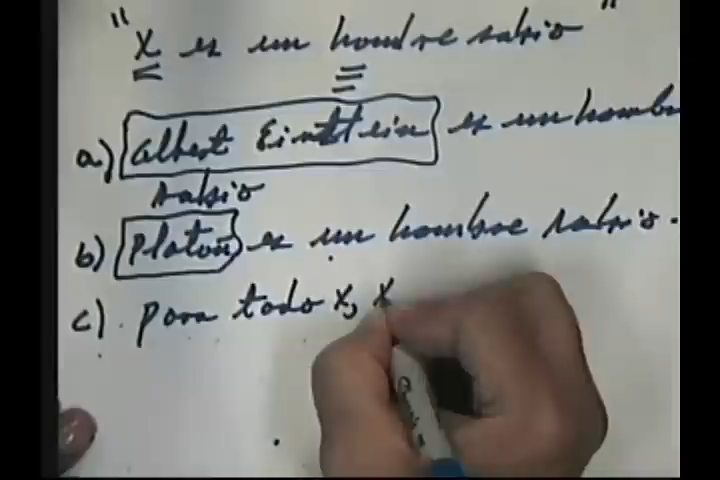 "x es un hombre sabio"
a) Albert Einstein es un hombre
sabio
b) Platon es un hombre sabio.
c) Para todo x, x